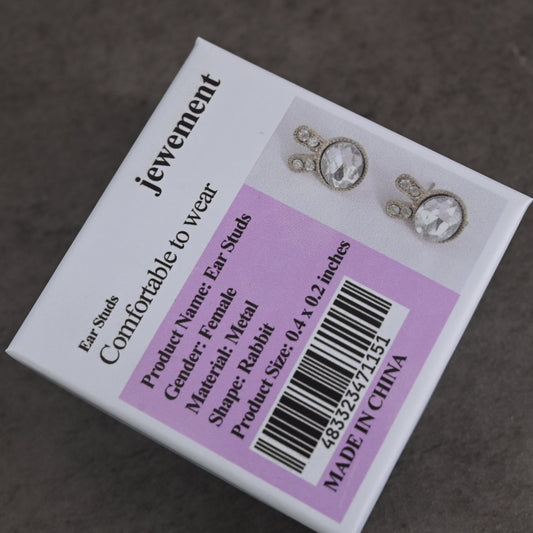 jewement
Ear Studs
Comfortable to wear
Product Name: Ear Studs
Gender: Female
Material: Metal
Shape: Rabbit
Product Size: 0.4 x 0.2 inches
483323471151
MADE IN CHINA